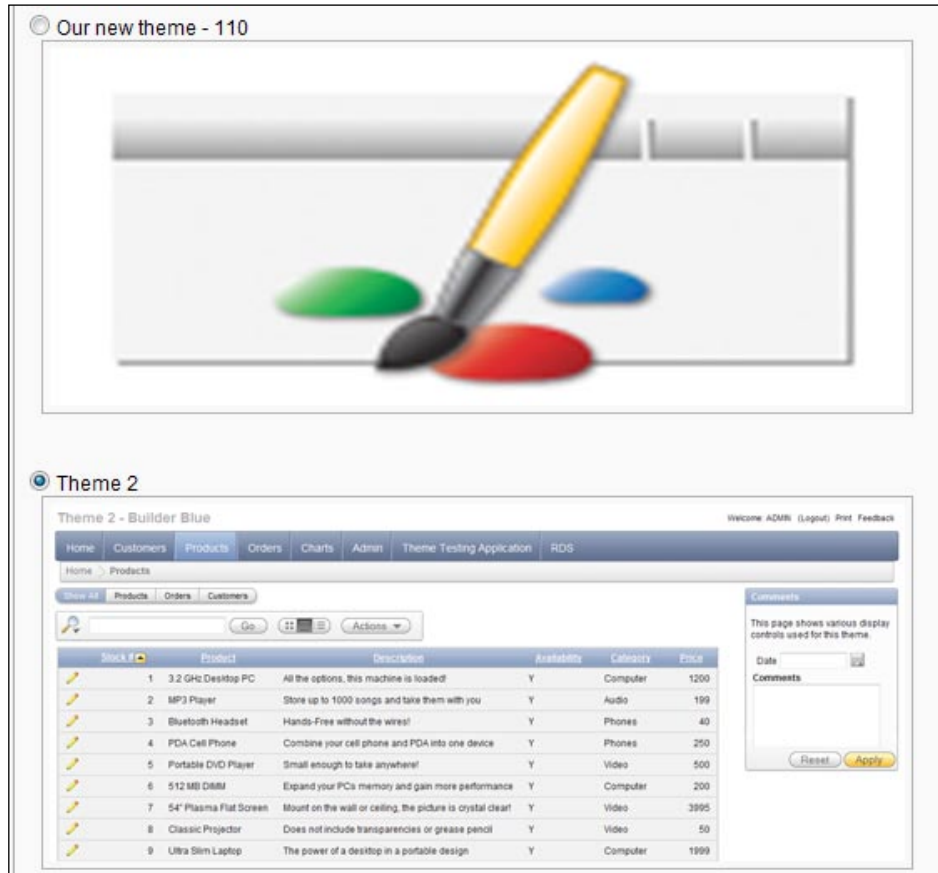 Our new theme - 110
Theme 2
Theme 2 - Builder Blue
Welcome ADMIN (Logout) Print Feedback
Home Customers Products Orders Charts Admin Theme Testing Application RDS
Home Products
Show All Products Orders Customers
Go Actions
Comments
This page shows various display
controls used for this theme.
Date
Comments
Reset Apply
Stock # Product Description Availability Category Price
1 3.2 GHz Desktop PC All the options, this machine is loaded! Y Computer 1200
2 MP3 Player Store up to 1000 songs and take them with you Y Audio 199
3 Bluetooth Headset Hands-Free without the wires! Y Phones 40
4 PDA Cell Phone Combine your cell phone and PDA into one device Y Phones 250
5 Portable DVD Player Small enough to take anywhere! Y Video 500
6 512 MB DIMM Expand your PCs memory and gain more performance Y Computer 200
7 54" Plasma Flat Screen Mount on the wall or ceiling, the picture is crystal clear! Y Video 3995
8 Classic Projector Does not include transparencies or grease pencil Y Video 50
9 Ultra Slim Laptop The power of a desktop in a portable design Y Computer 1999